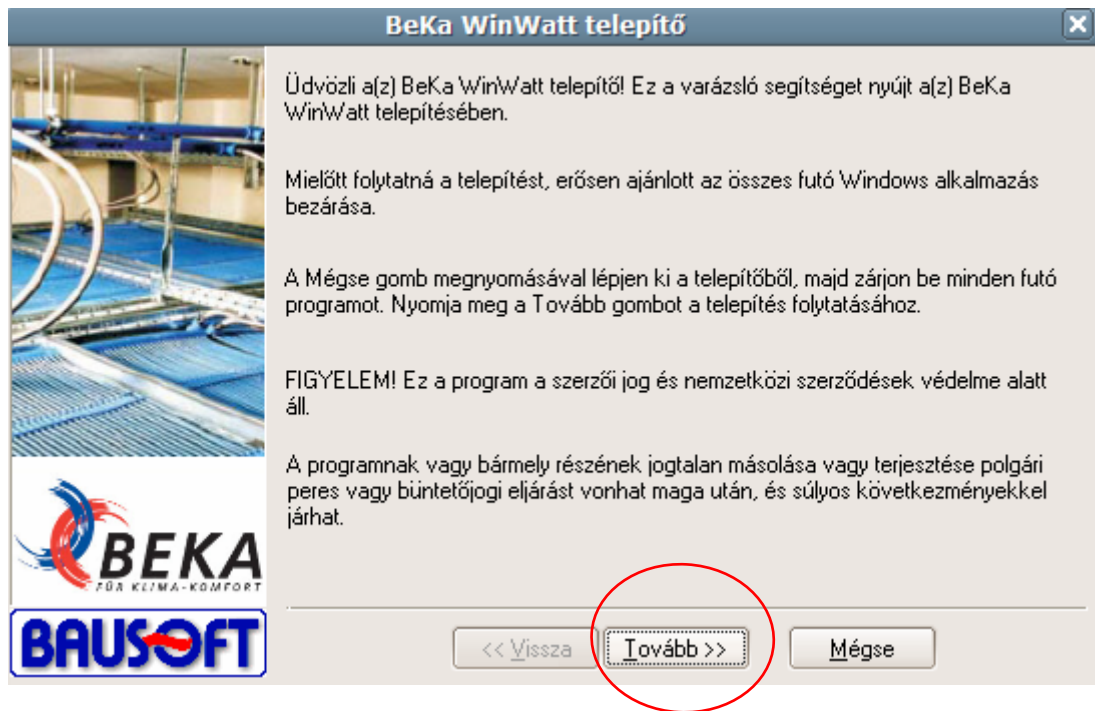 BeKa WinWatt telepítő
Üdvözli a(z) BeKa WinWatt telepítő! Ez a varázsló segítséget nyújt a(z) BeKa
WinWatt telepítésében.
Mielőtt folytatná a telepítést, erősen ajánlott az összes futó Windows alkalmazás
bezárása.
A Mégse gomb megnyomásával lépjen ki a telepítőből, majd zárjon be minden futó
programot. Nyomja meg a Tovább gombot a telepítés folytatásához.
FIGYELEM! Ez a program a szerzői jog és nemzetközi szerződések védelme alatt
áll.
A programnak vagy bármely részének jogtalan másolása vagy terjesztése polgári
peres vagy büntetőjogi eljárást vonhat maga után, és súlyos következményekkel
járhat.
BEKA
FÜR KLIMA-KOMFORT
BAUSOFT
<< Vissza
Tovább >>
Mégse